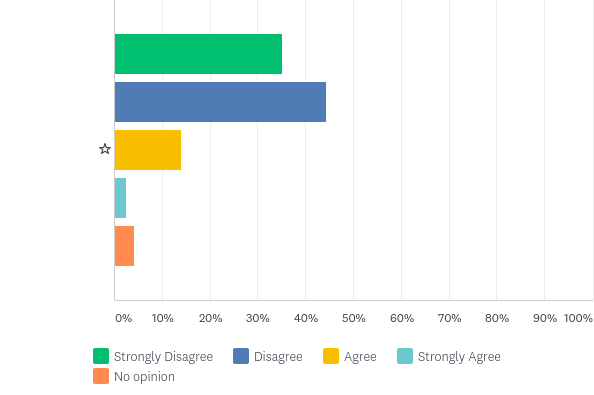 ☆
0% 10% 20% 30% 40% 50% 60% 70% 80% 90% 100%
Strongly Disagree Disagree Agree Strongly Agree
No opinion